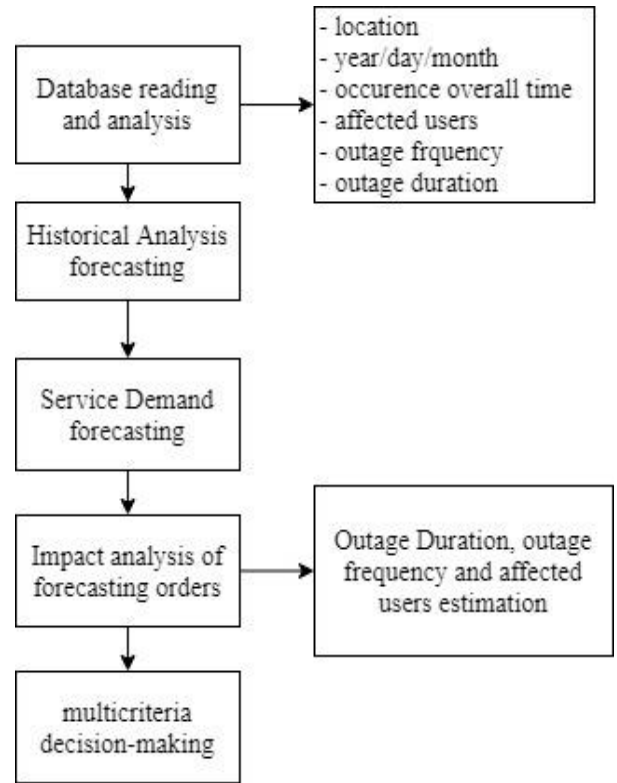 Database reading
and analysis
- location
- year/day/month
- occurence overall time
- affected users
- outage frquency
- outage duration
Historical Analysis
forecasting
Service Demand
forecasting
Impact analysis of
forecasting orders
Outage Duration, outage
frequency and affected
users estimation
multicriteria
decision-making